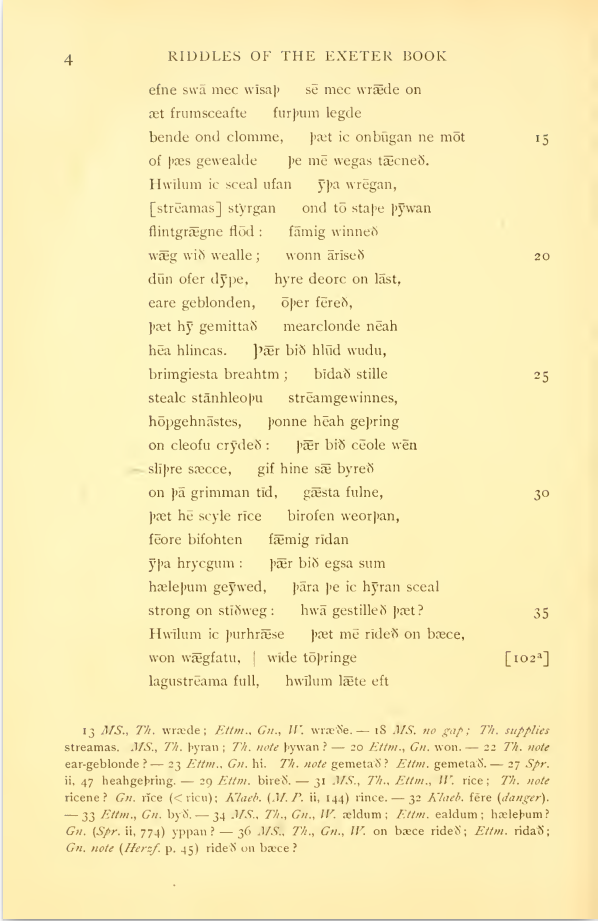 4 RIDDLES OF THE EXETER BOOK
efne swā mec wīsaþ sē mec wrǣde on
æt frumsceafte furþum legde
bende ond clomme, þæt ic onbūgan ne mōt 15
of þæs gewealde þe mē wegas tǣcneð.
Hwīlum ic sceal ufan ȳþa wrēgan,
[strēamas] styrgan ond tō staþe þȳwan
flintgrǣgne flōd : fāmig winneð
wǣg wið wealle ; wonn ārīseð 20
dūn ofer dȳpe, hyre deorc on lāst,
eare geblonden, ōþer fēreð,
þæt hȳ gemittað mearclonde nēah
hēa hlincas. Þǣr bið hlūd wudu,
brimgiesta breahtm ; bīdað stille 25
stealc stānhleoþu strēamgewinnes,
hōpgehnāstes, þonne hēah geþring
on cleofu crȳdeð : þǣr bið cēole wēn
slīþre sæcce, gif hine sǣ byreð
on þā grimman tīd, gǣsta fulne, 30
þæt hē scyle rīce birofen weorþan,
fēore bifohten fǣmig rīdan
ȳþa hrycgum : þǣr bið egsa sum
hæleþum geȳwed, þāra þe ic hȳran sceal
strong on stīðweg : hwā gestilleð þæt? 35
Hwīlum ic þurhrǣse þæt mē rīdeð on bæce,
won wǣgfatu, | wīde tōþringe [102ᵃ]
lagustrēama full, hwīlum lǣte eft
13 MS., Th. wræde ; Ettm., Gn., W. wræðe. — 18 MS. no gap; Th. supplies
streamas. MS., Th. þyran ; Th. note þywan ? — 20 Ettm., Gn. won. — 22 Th. note
ear-geblonde ? — 23 Ettm., Gn. hi. Th. note gemetað ? Ettm. gemetað. — 27 Spr.
ii, 47 heahgeþring. — 29 Ettm. bireð. — 31 MS., Th., Ettm., W. rice ; Th. note
ricene ? Gn. rīce (< ricu) ; Klaeb. (M. P. ii, 144) rince. — 32 Klaeb. fēre (danger).
— 33 Ettm., Gn. byð. — 34 MS., Th., Gn., W. ældum ; Ettm. ealdum ; hæleþum?
Gn. (Spr. ii, 774) yppan ? — 36 MS., Th., Gn., W. on bæce rideð ; Ettm. ridað ;
Gn. note (Herzf. p. 45) rideð on bæce ?